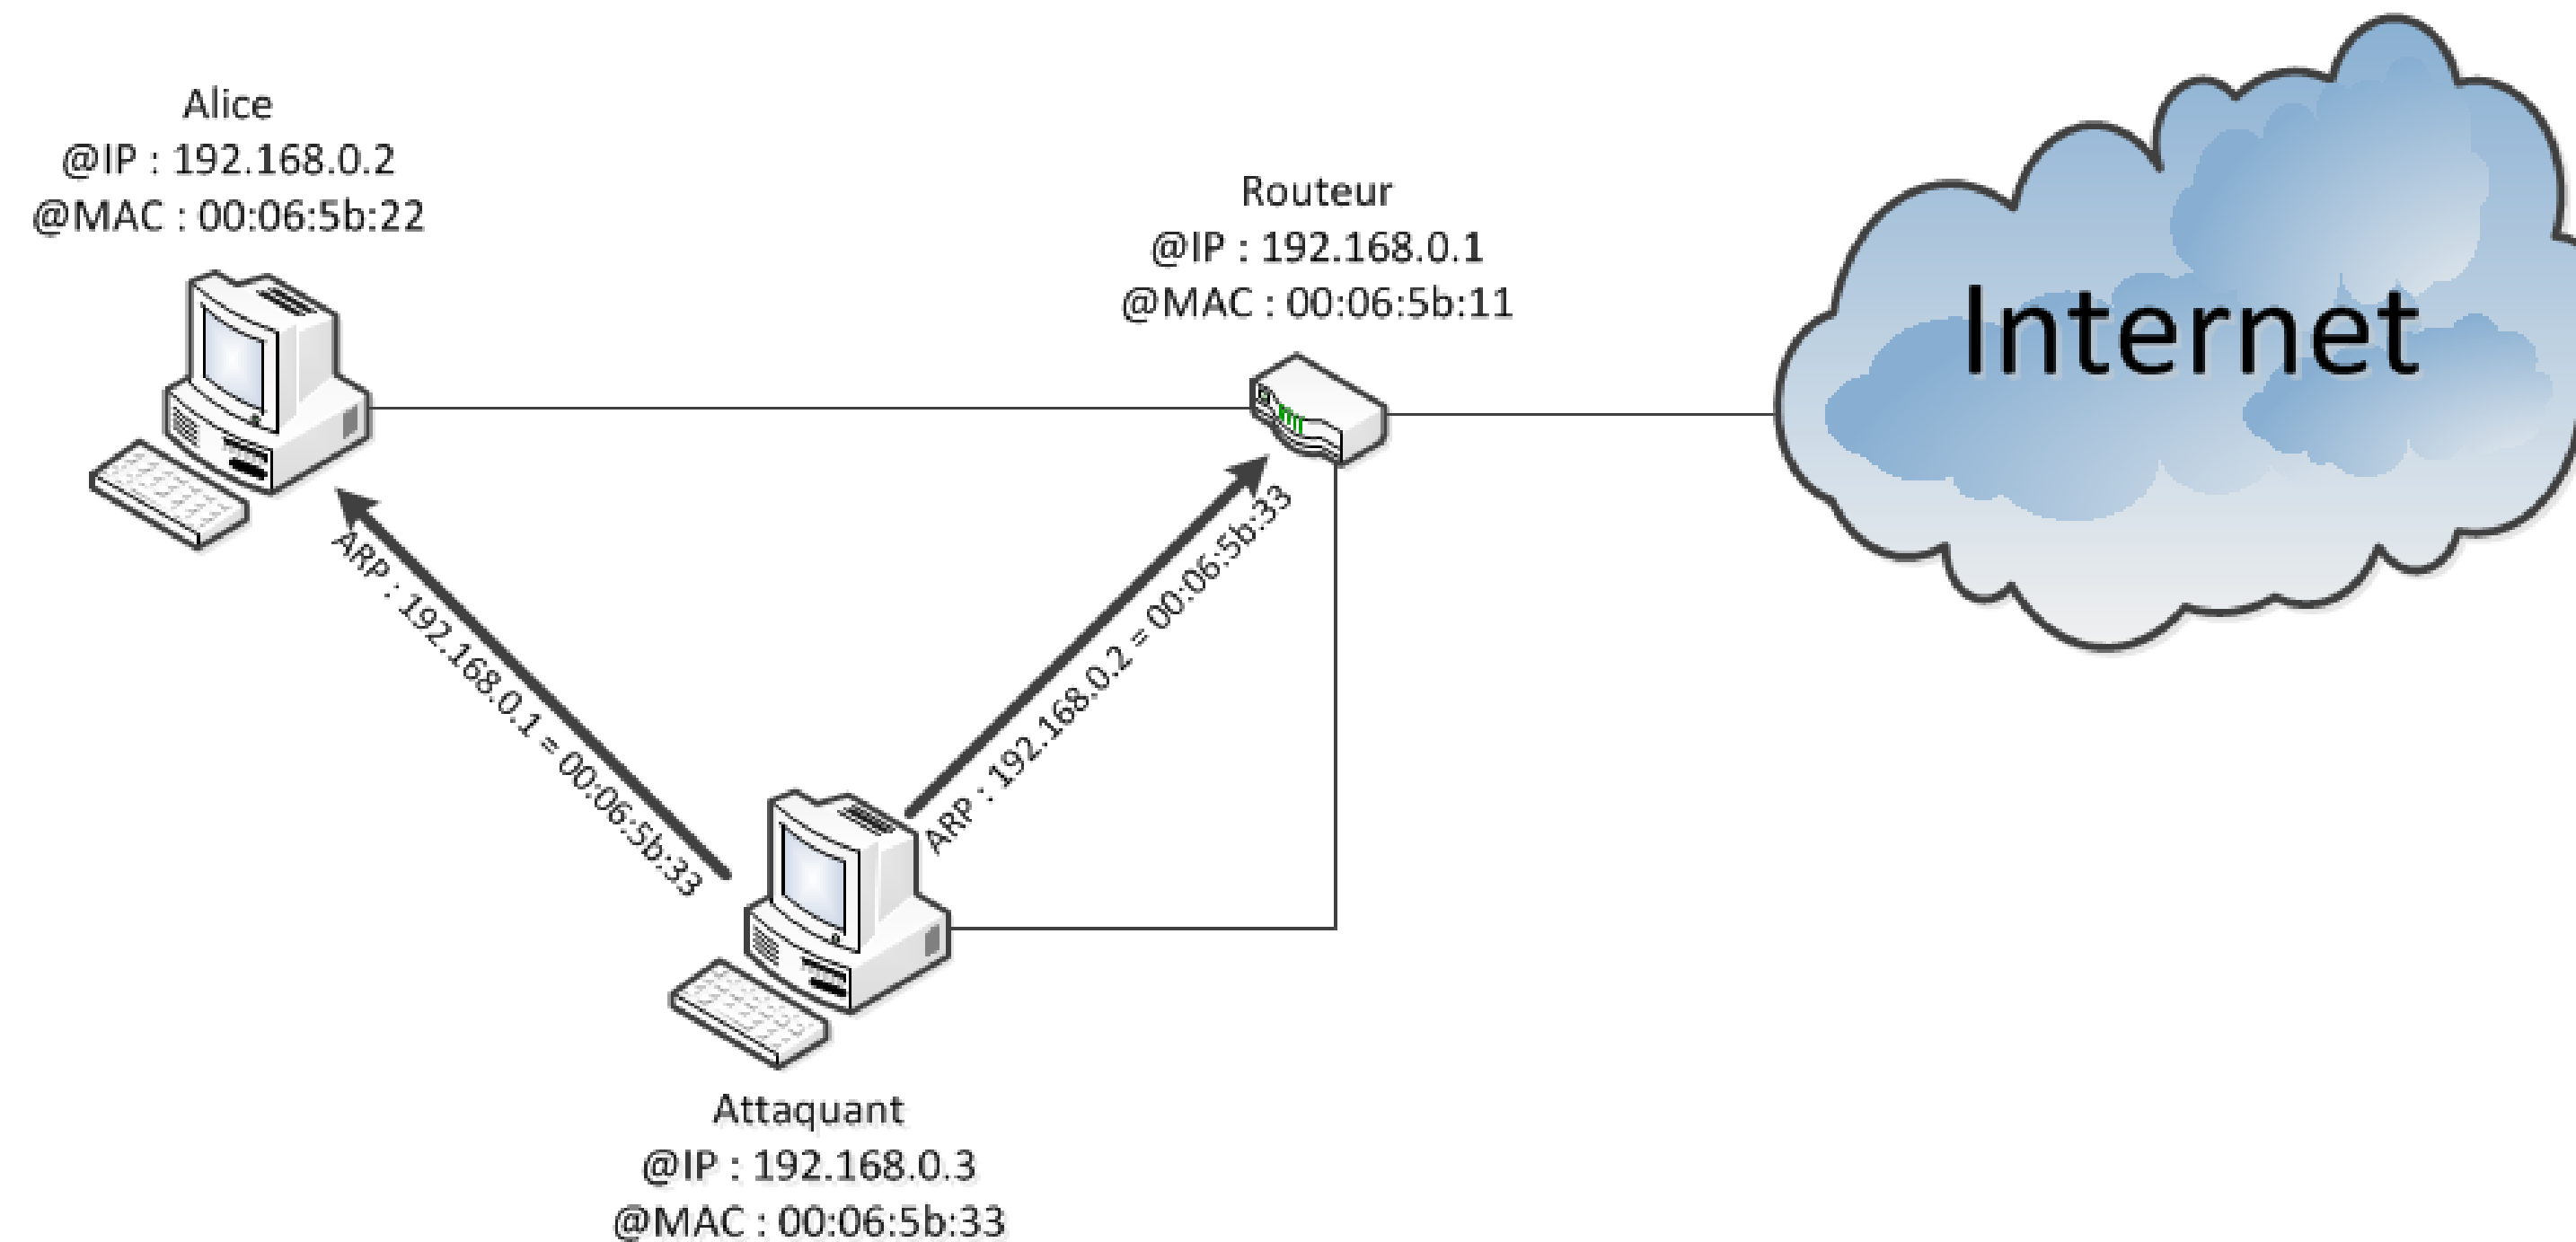 Alice
@IP : 192.168.0.2
@MAC : 00:06:5b:22
Routeur
@IP : 192.168.0.1
@MAC : 00:06:5b:11
Internet
ARP : 192.168.0.1 = 00:06:5b:33
ARP : 192.168.0.2 = 00:06:5b:33
Attaquant
@IP : 192.168.0.3
@MAC : 00:06:5b:33